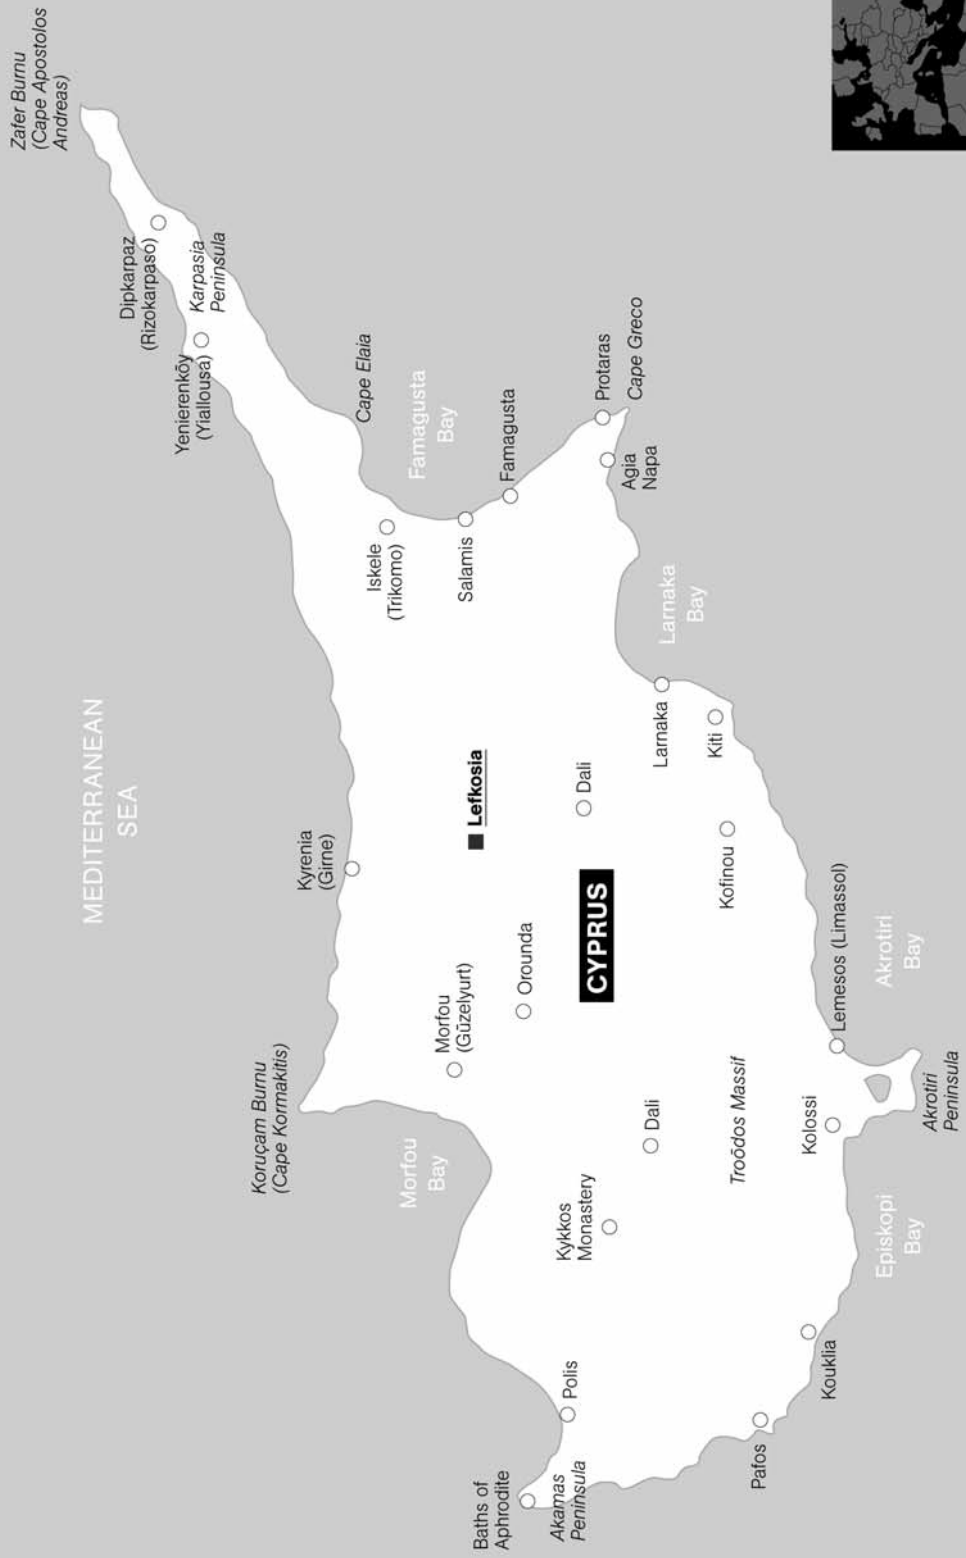 Zafer Burnu
(Cape Apostolos
Andreas)
Dipkarpaz
(Rizokarpaso)
Karpasia
Peninsula
Yenierenköy
(Yiallousa)
MEDITERRANEAN
SEA
Cape Elaia
Famagusta
Bay
Iskele
(Trikomo)
Salamis
Famagusta
Protaras
Cape Greco
Agia
Napa
Larnaka
Bay
Kyrenia
(Girne)
Lefkosia
Koruçam Burnu
(Cape Kormakitis)
Morfou
(Güzelyurt)
Orounda
Dali
CYPRUS
Larnaka
Kiti
Kofinou
Morfou
Bay
Kykkos
Monastery
Dali
Troödos Massif
Lemesos (Limassol)
Akrotiri
Bay
Kolossi
Akrotiri
Peninsula
Episkopi
Bay
Baths of
Aphrodite
Akamas
Peninsula
Polis
Pafos
Kouklia